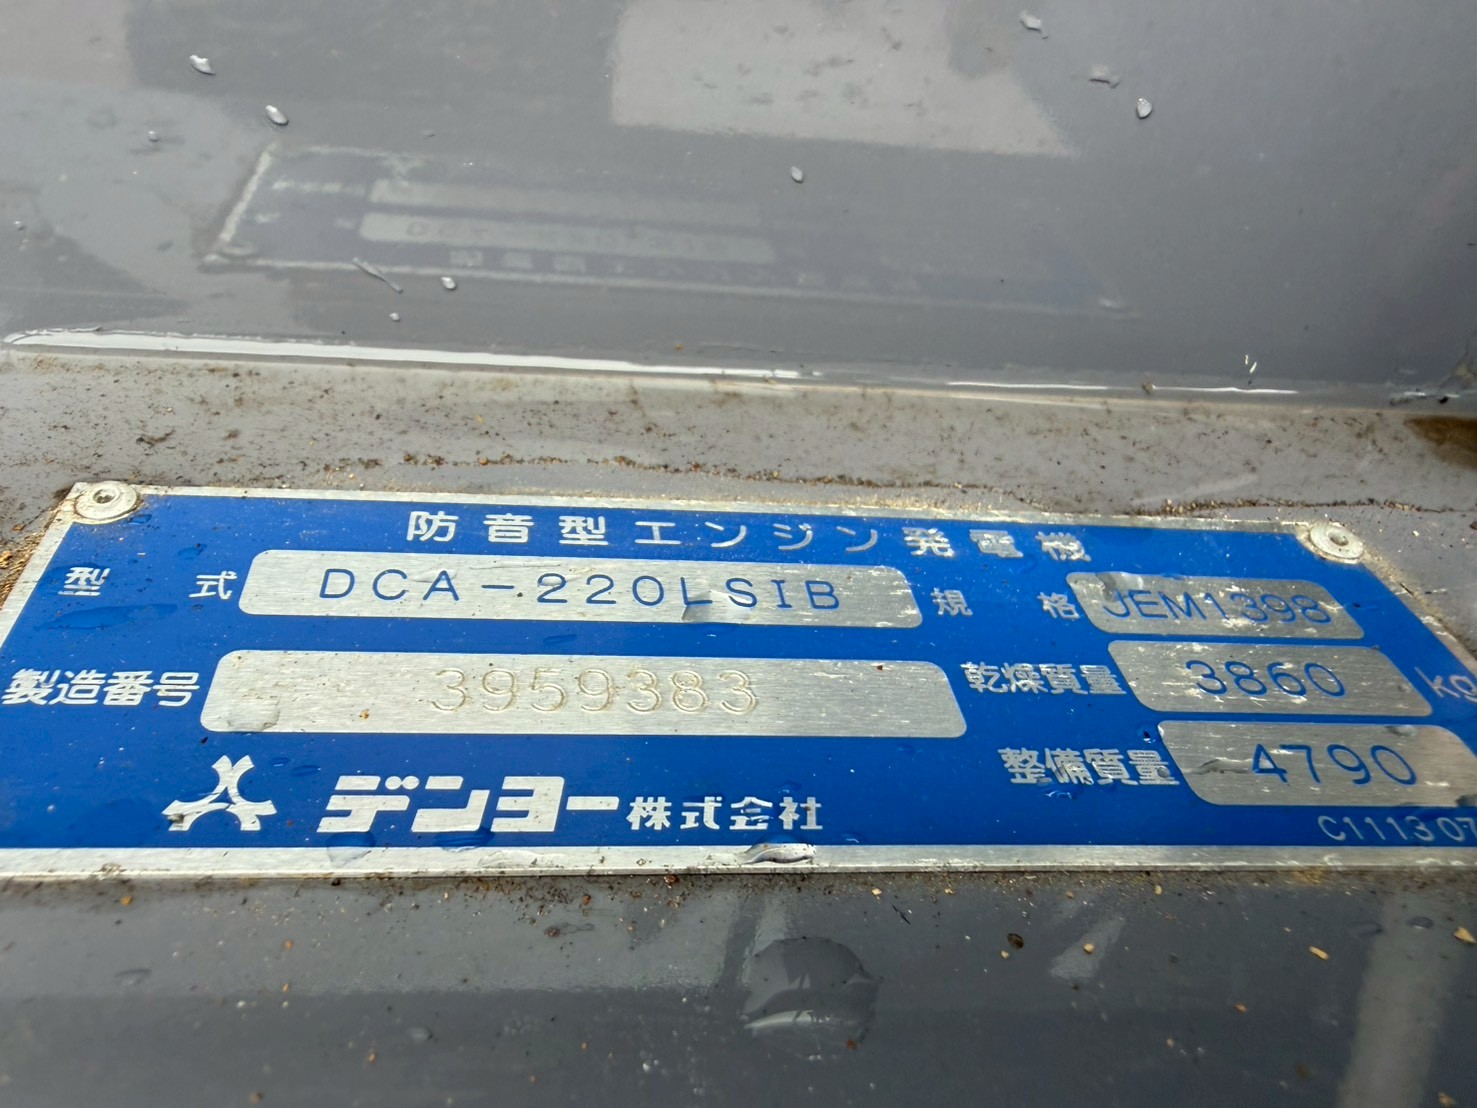 防音型エンジン発電機
型式 DCA-220LSIB 規格 JEM1398
製造番号 3959383 乾燥質量 3860 kg
整備質量 4790
デンヨー株式会社
C111307